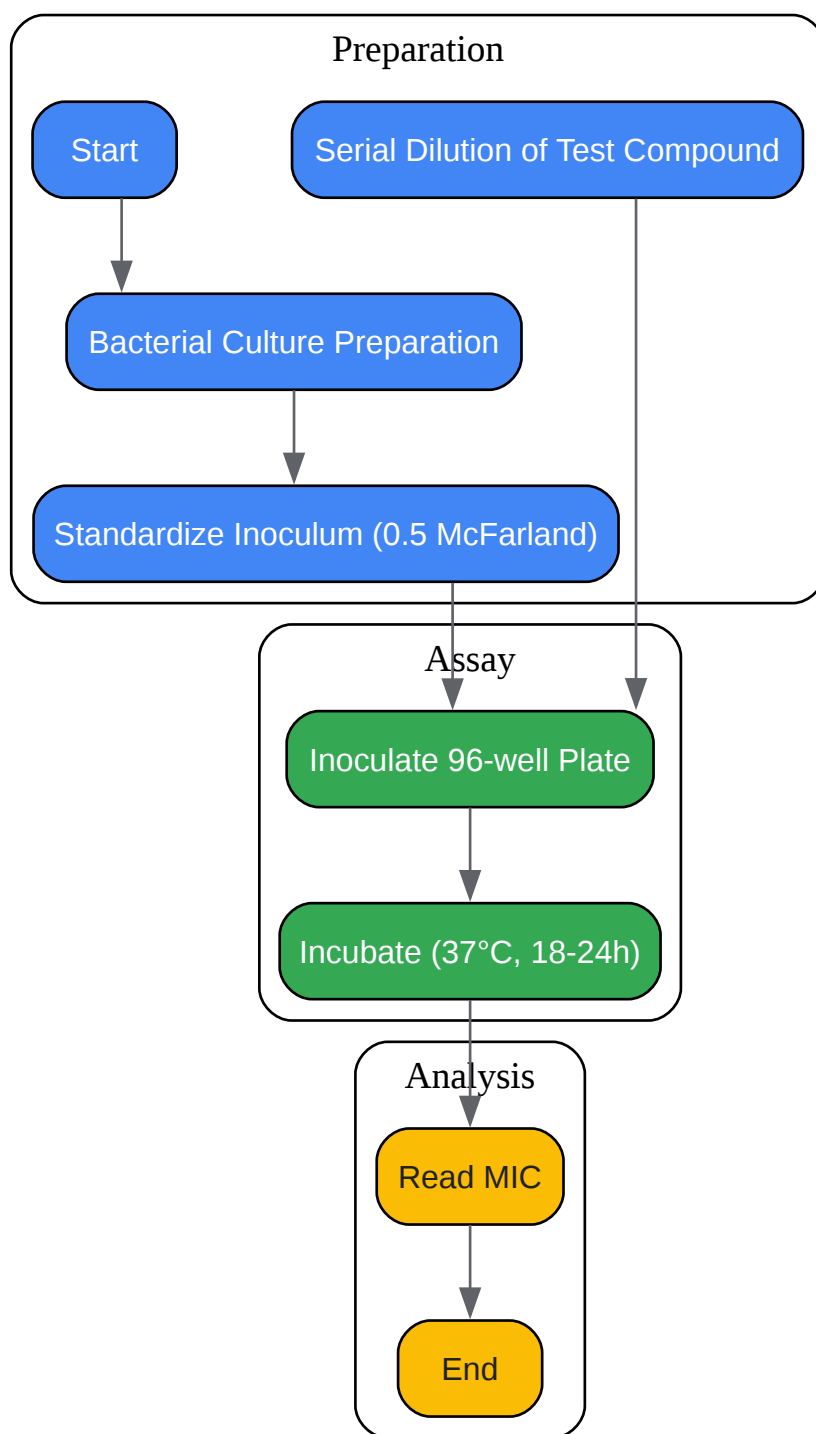 Preparation
Start
Serial Dilution of Test Compound
Bacterial Culture Preparation
Standardize Inoculum (0.5 McFarland)
Assay
Inoculate 96-well Plate
Incubate (37°C, 18-24h)
Analysis
Read MIC
End